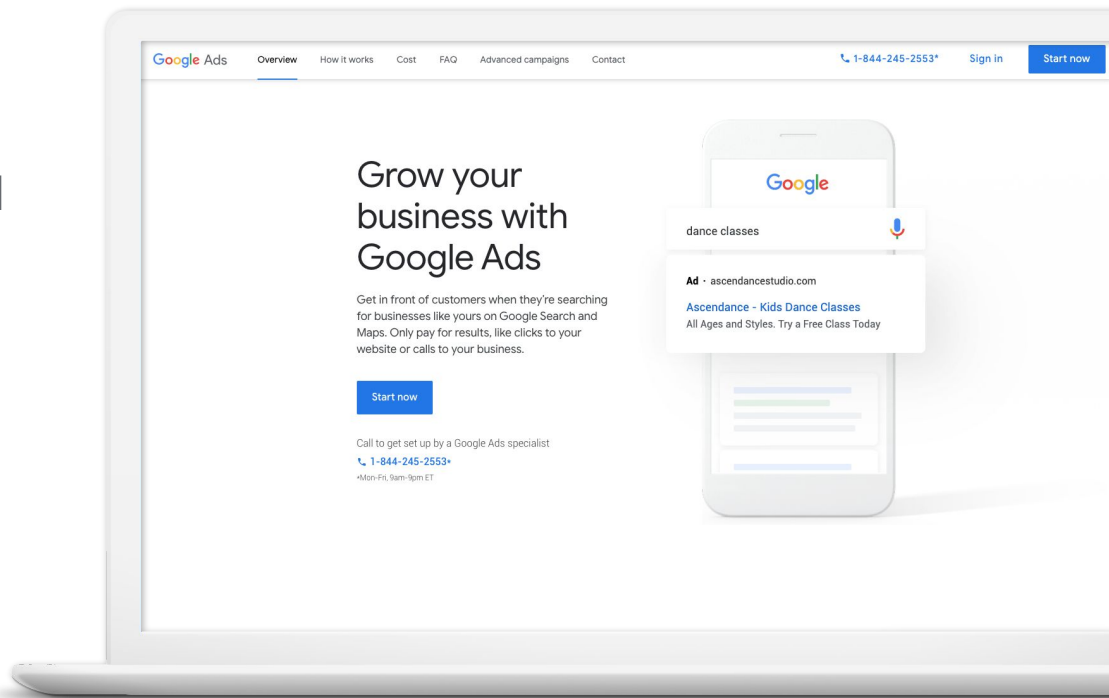 Google Ads
Overview
How it works
Cost
FAQ
Advanced campaigns
Contact
1-844-245-2553*
Sign in
Start now
Grow your
business with
Google Ads
Get in front of customers when they're searching
for businesses like yours on Google Search and
Maps. Only pay for results, like clicks to your
website or calls to your business.
Start now
Call to get set up by a Google Ads specialist
1-844-245-2553*
*Mon-Fri, 9am-9pm ET
Google
dance classes
Ad · ascendancestudio.com
Ascendance - Kids Dance Classes
All Ages and Styles. Try a Free Class Today